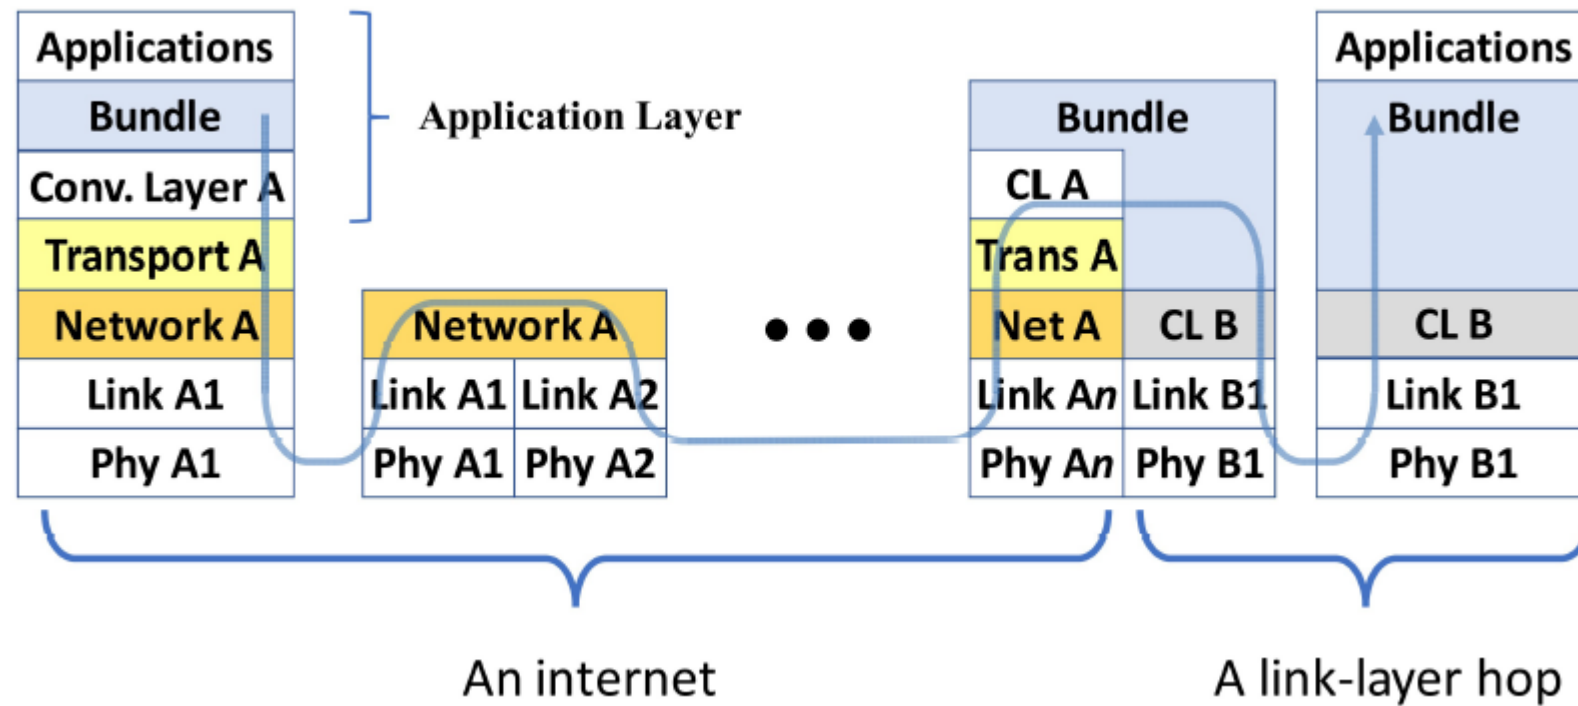 Applications
Bundle
Conv. Layer A
Transport A
Network A
Link A1
Phy A1
Application Layer
Network A
Link A1 Link A2
Phy A1 Phy A2
•••
Bundle
CL A
Trans A
Net A CL B
Link An Link B1
Phy An Phy B1
Applications
Bundle
CL B
Link B1
Phy B1
An internet
A link-layer hop